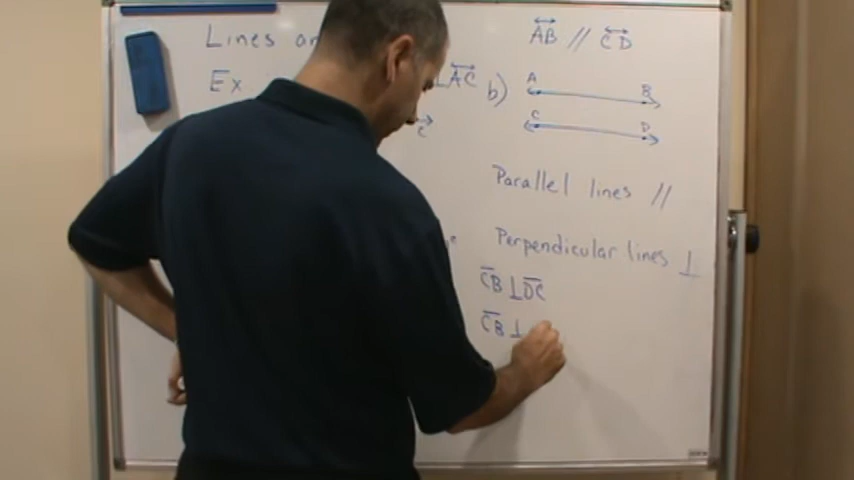 Lines
Ex
⊥ AC
b)
AB // CD
A B
C D
Parallel lines //
Perpendicular lines ⊥
CB ⊥ DC
CB ⊥